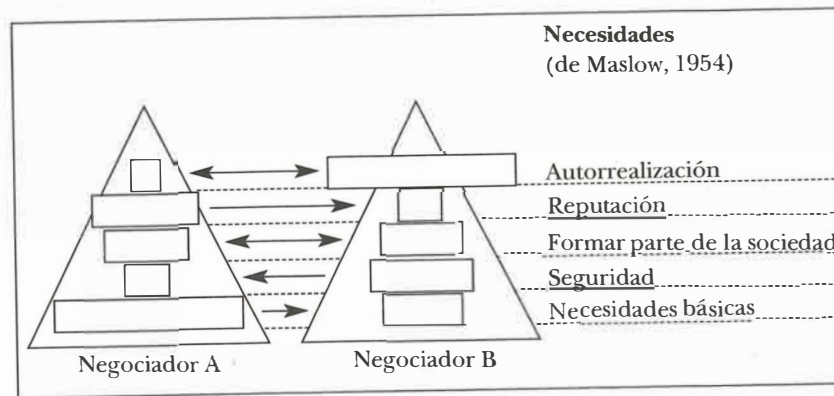 Necesidades
(de Maslow, 1954)
Autorrealización
Reputación
Formar parte de la sociedad
Seguridad
Necesidades básicas
Negociador A
Negociador B